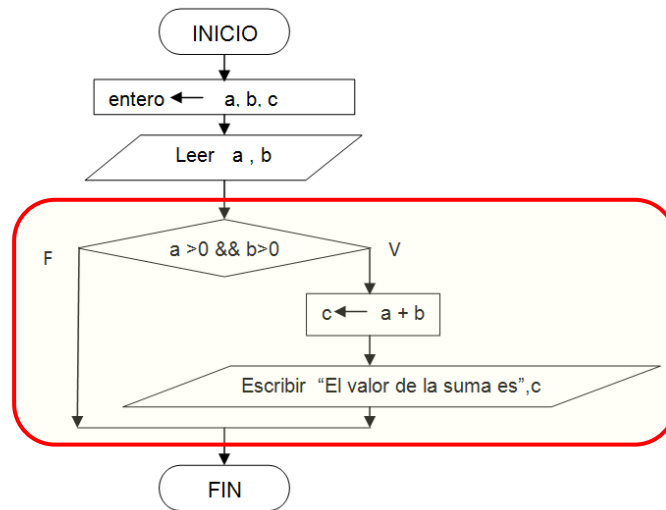 INICIO
entero a, b, c
Leer a , b
a >0 && b>0
F
V
c a + b
Escribir “El valor de la suma es”,c
FIN